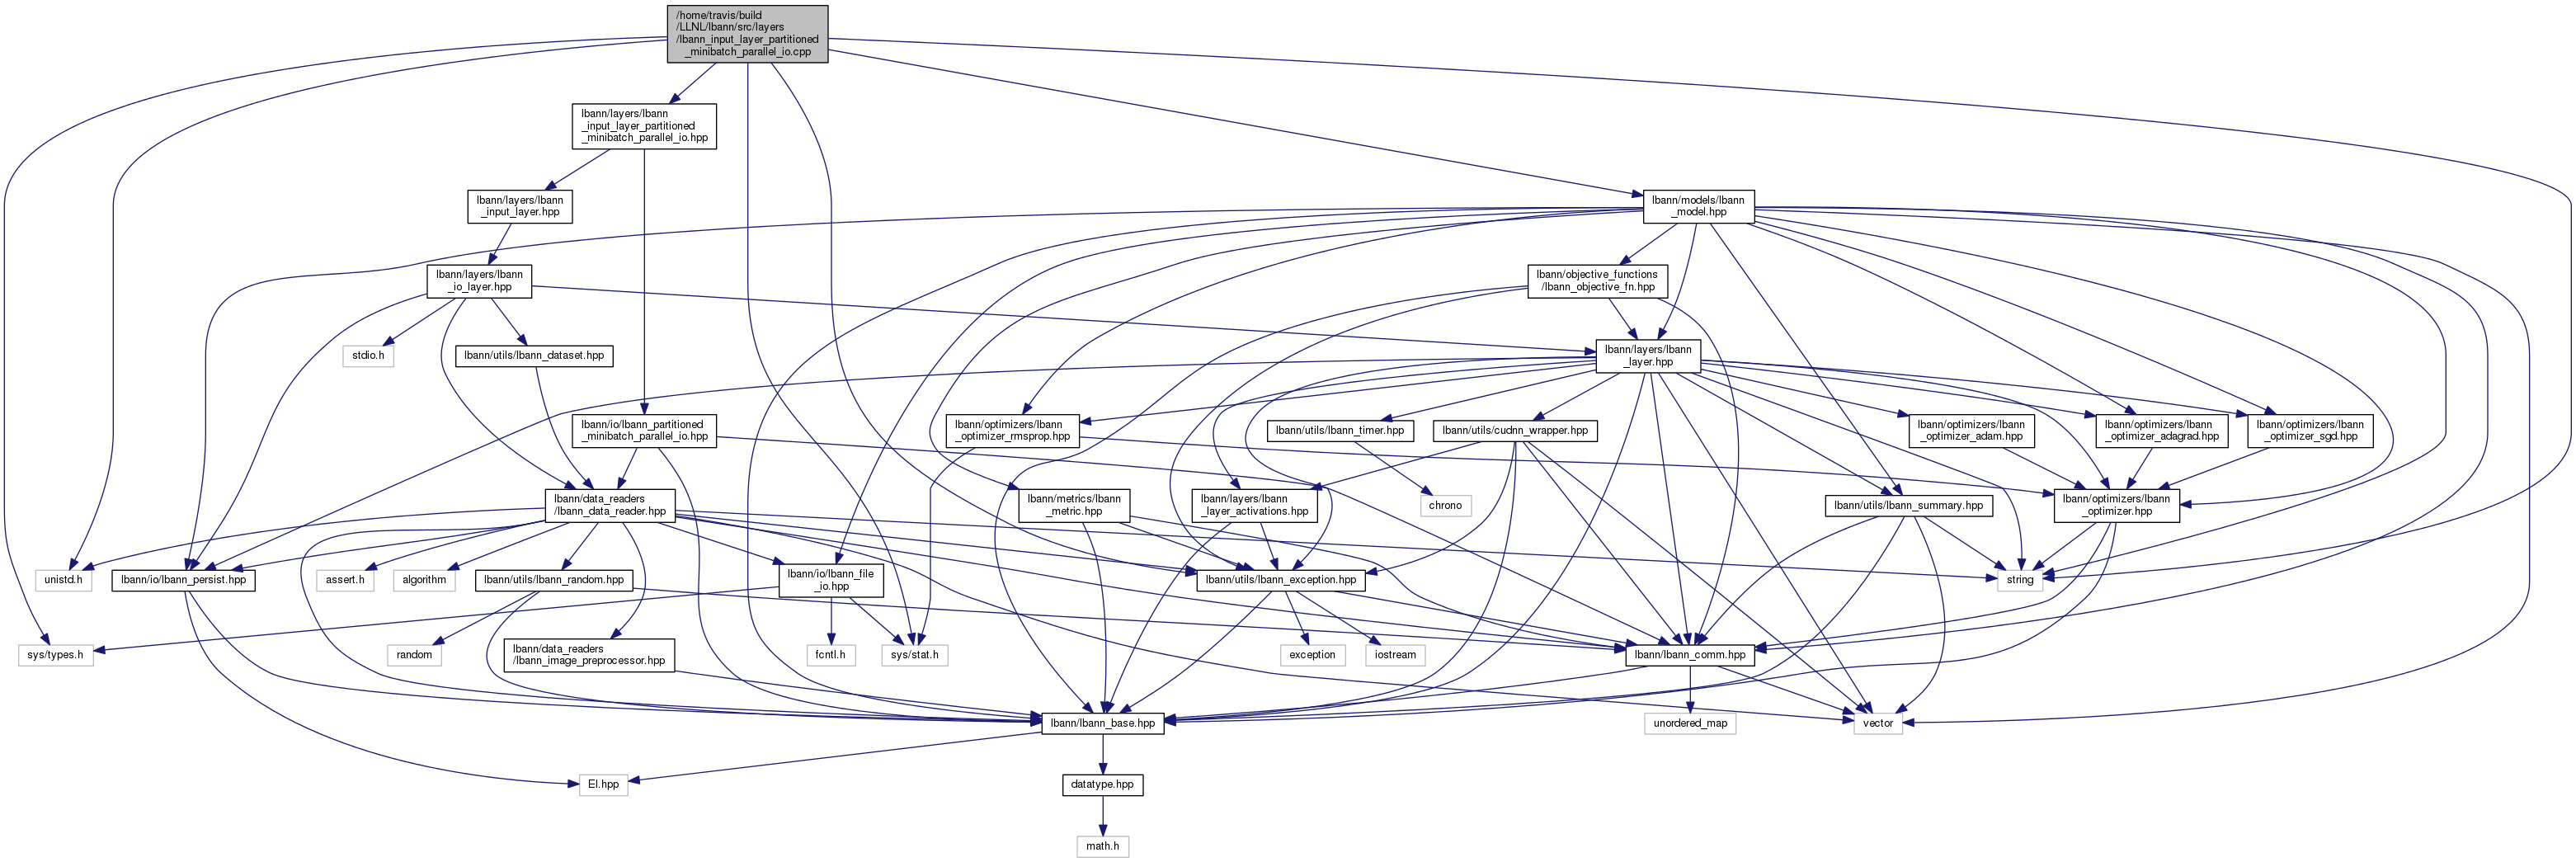 /home/travis/build
/LLNL/lbann/src/layers
/lbann_input_layer_partitioned
_minibatch_parallel_io.cpp
lbann/layers/lbann
_input_layer_partitioned
_minibatch_parallel_io.hpp
lbann/layers/lbann
_input_layer.hpp
lbann/models/lbann
_model.hpp
lbann/layers/lbann
_io_layer.hpp
lbann/objective_functions
/lbann_objective_fn.hpp
stdio.h
lbann/utils/lbann_dataset.hpp
lbann/layers/lbann
_layer.hpp
lbann/io/lbann_partitioned
_minibatch_parallel_io.hpp
lbann/optimizers/lbann
_optimizer_rmsprop.hpp
lbann/utils/lbann_timer.hpp
lbann/utils/cudnn_wrapper.hpp
lbann/optimizers/lbann
_optimizer_adam.hpp
lbann/optimizers/lbann
_optimizer_adagrad.hpp
lbann/optimizers/lbann
_optimizer_sgd.hpp
lbann/data_readers
/lbann_data_reader.hpp
lbann/metrics/lbann
_metric.hpp
lbann/layers/lbann
_layer_activations.hpp
chrono
lbann/utils/lbann_summary.hpp
lbann/optimizers/lbann
_optimizer.hpp
unistd.h
lbann/io/lbann_persist.hpp
assert.h
algorithm
lbann/utils/lbann_random.hpp
lbann/io/lbann_file
_io.hpp
lbann/utils/lbann_exception.hpp
string
sys/types.h
random
lbann/data_readers
/lbann_image_preprocessor.hpp
fcntl.h
sys/stat.h
exception
iostream
lbann/lbann_comm.hpp
lbann/lbann_base.hpp
unordered_map
vector
El.hpp
datatype.hpp
math.h